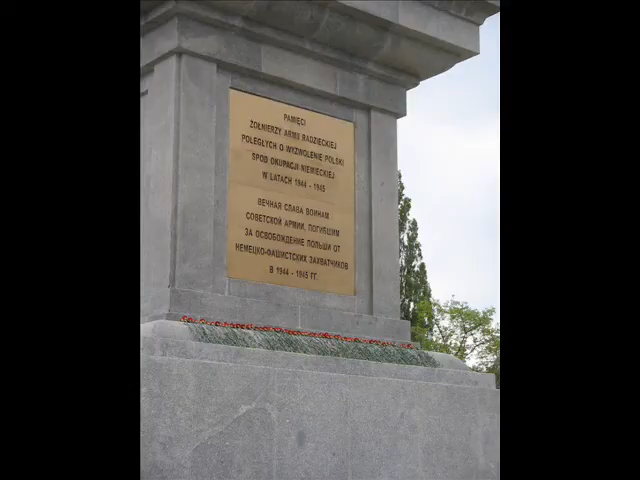 PAMIĘCI
ŻOŁNIERZY ARMII RADZIECKIEJ
POLEGŁYCH O WYZWOLENIE POLSKI
SPOD OKUPACJI NIEMIECKIEJ
W LATACH 1944 - 1945
ВЕЧНАЯ СЛАВА ВОИНАМ
СОВЕТСКОЙ АРМИИ, ПОГИБШИМ
ЗА ОСВОБОЖДЕНИЕ ПОЛЬШИ ОТ
НЕМЕЦКО-ФАШИСТСКИХ ЗАХВАТЧИКОВ
В 1944 - 1945 ГГ.